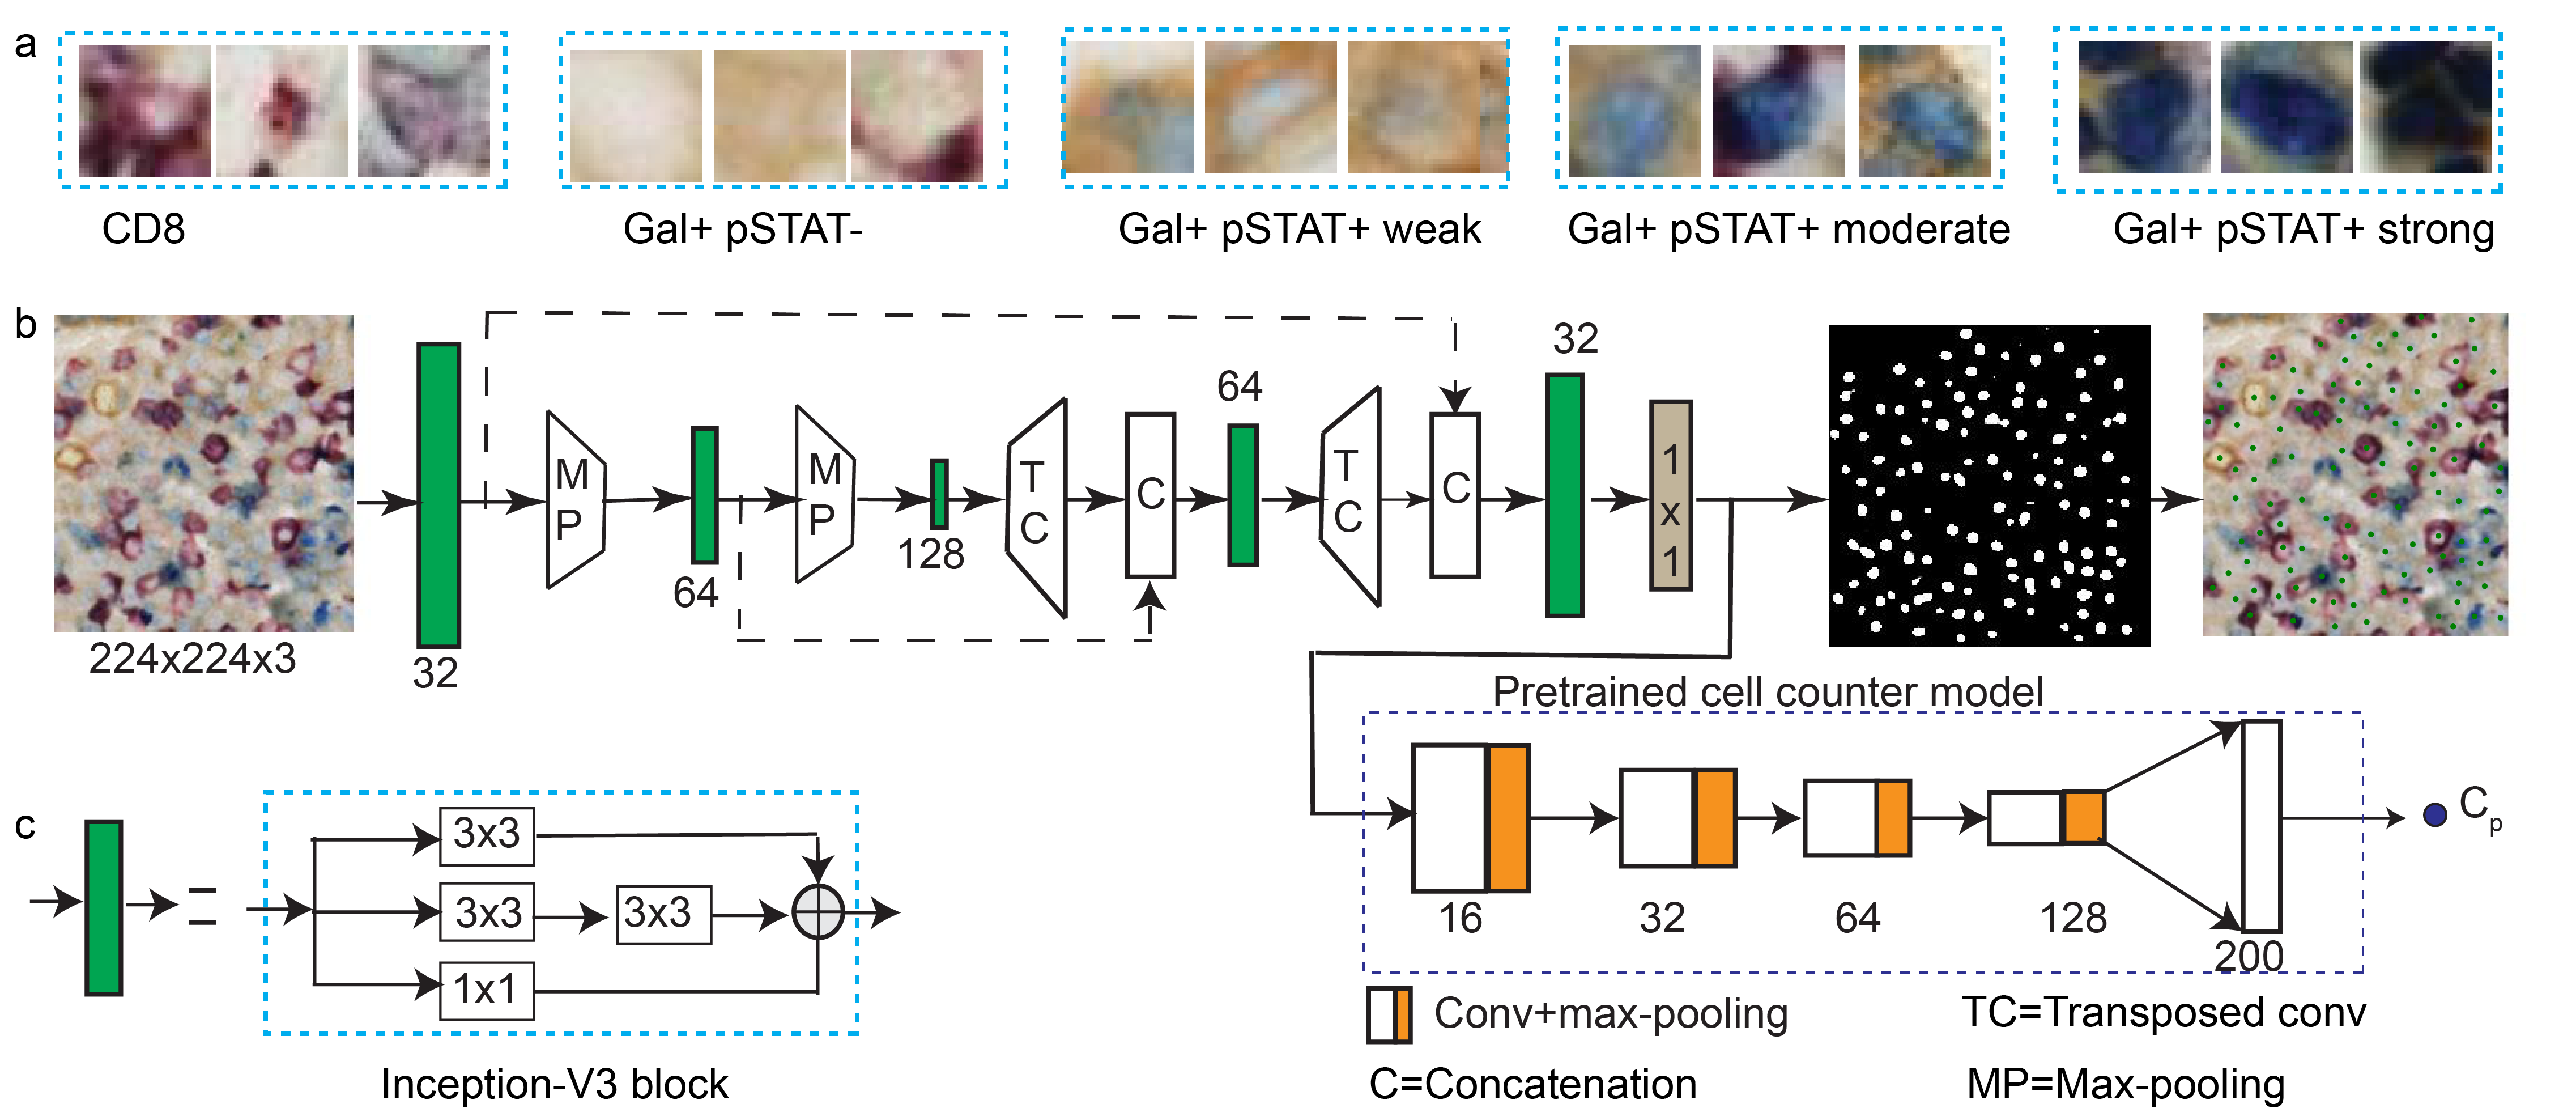 a
CD8
Gal+ pSTAT-
Gal+ pSTAT+ weak
Gal+ pSTAT+ moderate
Gal+ pSTAT+ strong
b
224x224x3
32
MP
64
MP
128
TC
C
64
TC
C
32
1x1
Pretrained cell counter model
16
32
64
128
200
Cp
c
=
3x3
3x3
3x3
1x1
Inception-V3 block
Conv+max-pooling
TC=Transposed conv
C=Concatenation
MP=Max-pooling